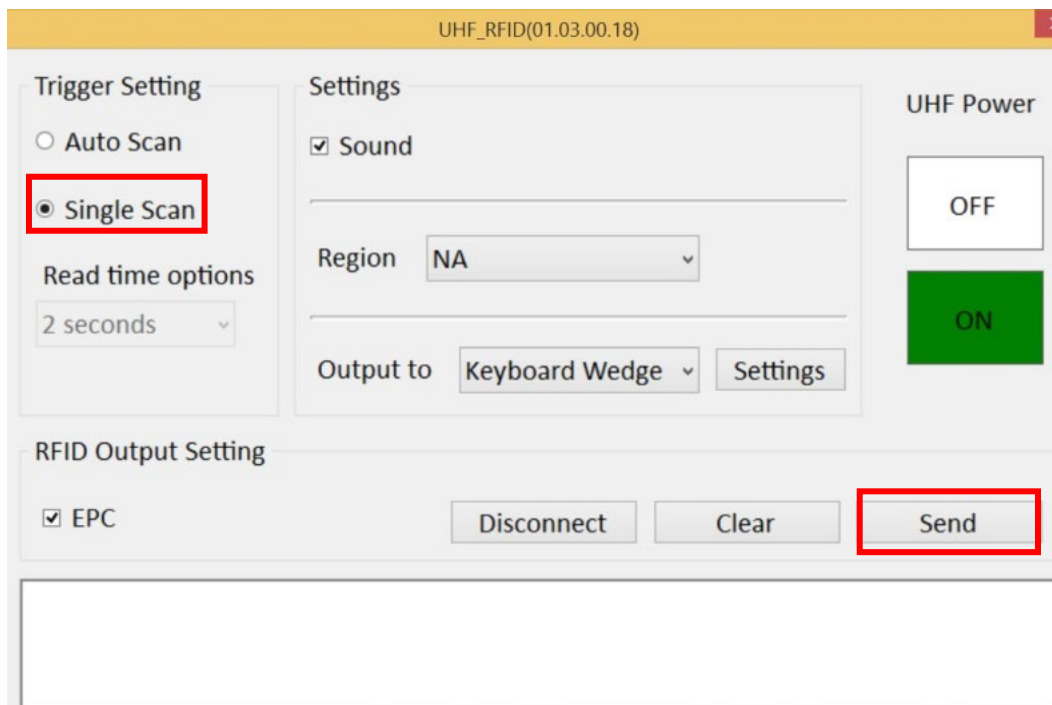 UHF_RFID(01.03.00.18)
Trigger Setting
Auto Scan
Single Scan
Read time options
2 seconds
Settings
Sound
Region NA
Output to Keyboard Wedge Settings
UHF Power
OFF
ON
RFID Output Setting
EPC Disconnect Clear Send